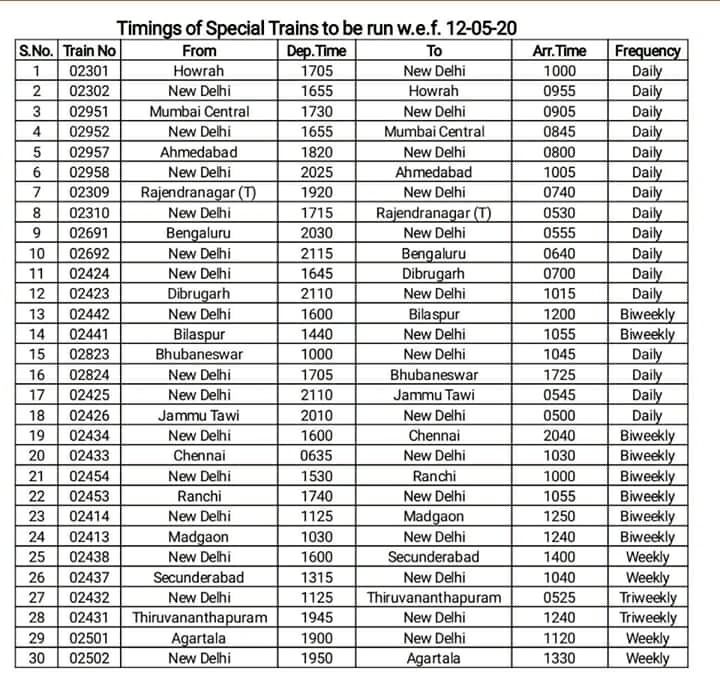 Timings of Special Trains to be run w.e.f. 12-05-20
S.No. Train No From Dep.Time To Arr.Time Frequency
1 02301 Howrah 1705 New Delhi 1000 Daily
2 02302 New Delhi 1655 Howrah 0955 Daily
3 02951 Mumbai Central 1730 New Delhi 0905 Daily
4 02952 New Delhi 1655 Mumbai Central 0845 Daily
5 02957 Ahmedabad 1820 New Delhi 0800 Daily
6 02958 New Delhi 2025 Ahmedabad 1005 Daily
7 02309 Rajendranagar (T) 1920 New Delhi 0740 Daily
8 02310 New Delhi 1715 Rajendranagar (T) 0530 Daily
9 02691 Bengaluru 2030 New Delhi 0555 Daily
10 02692 New Delhi 2115 Bengaluru 0640 Daily
11 02424 New Delhi 1645 Dibrugarh 0700 Daily
12 02423 Dibrugarh 2110 New Delhi 1015 Daily
13 02442 New Delhi 1600 Bilaspur 1200 Biweekly
14 02441 Bilaspur 1440 New Delhi 1055 Biweekly
15 02823 Bhubaneswar 1000 New Delhi 1045 Daily
16 02824 New Delhi 1705 Bhubaneswar 1725 Daily
17 02425 New Delhi 2110 Jammu Tawi 0545 Daily
18 02426 Jammu Tawi 2010 New Delhi 0500 Daily
19 02434 New Delhi 1600 Chennai 2040 Biweekly
20 02433 Chennai 0635 New Delhi 1030 Biweekly
21 02454 New Delhi 1530 Ranchi 1000 Biweekly
22 02453 Ranchi 1740 New Delhi 1055 Biweekly
23 02414 New Delhi 1125 Madgaon 1250 Biweekly
24 02413 Madgaon 1030 New Delhi 1240 Biweekly
25 02438 New Delhi 1600 Secunderabad 1400 Weekly
26 02437 Secunderabad 1315 New Delhi 1040 Weekly
27 02432 New Delhi 1125 Thiruvananthapuram 0525 Triweekly
28 02431 Thiruvananthapuram 1945 New Delhi 1240 Triweekly
29 02501 Agartala 1900 New Delhi 1120 Weekly
30 02502 New Delhi 1950 Agartala 1330 Weekly